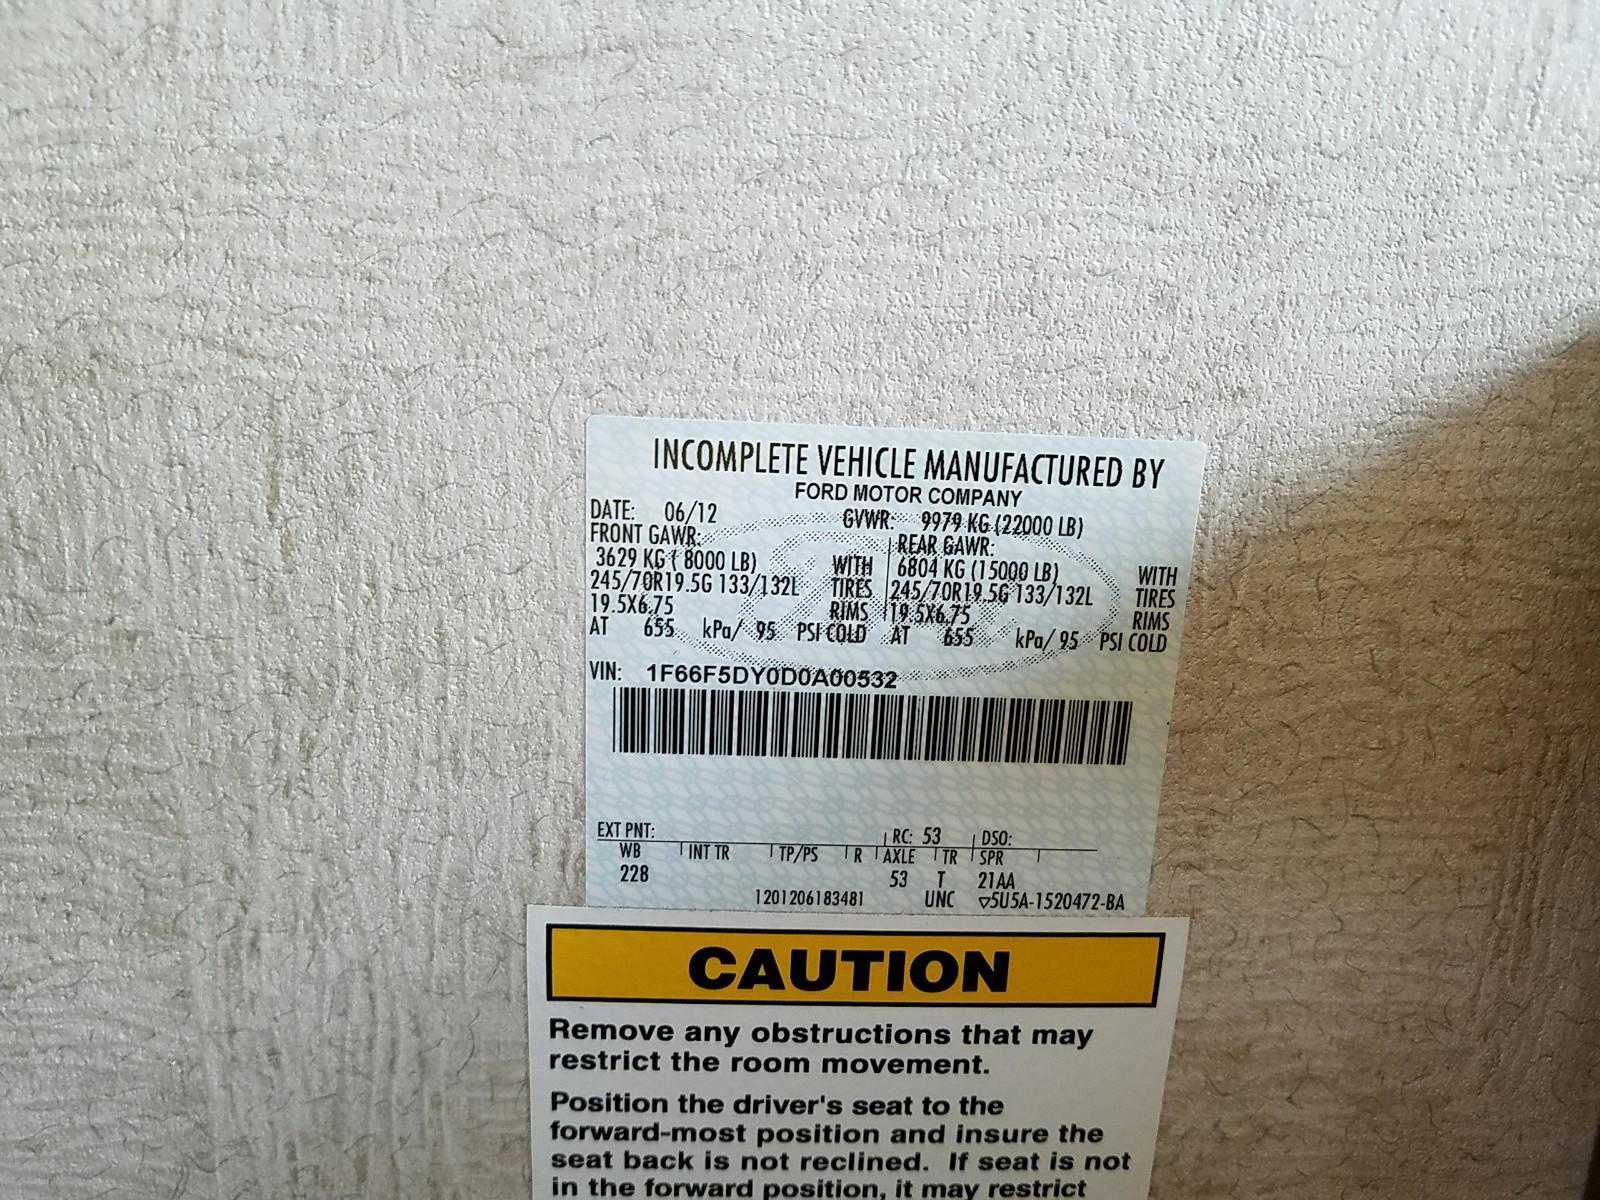 INCOMPLETE VEHICLE MANUFACTURED BY
FORD MOTOR COMPANY
DATE: 06/12 GVWR: 9979 KG (22000 LB)
FRONT GAWR: REAR GAWR:
3629 KG ( 8000 LB) WITH 6804 KG (15000 LB) WITH
245/70R19.5G 133/132L TIRES 245/70R19.5G 133/132L TIRES
19.5X6.75 RIMS 19.5X6.75 RIMS
AT 655 kPa/ 95 PSI COLD AT 655 kPa/ 95 PSI COLD
VIN: 1F66F5DY0D0A00532
EXT PNT: RC: 53 DSO:
WB INT TR TP/PS R AXLE TR SPR
228 53 T 21AA
1201206183481 UNC ▽5U5A-1520472-BA
CAUTION
Remove any obstructions that may
restrict the room movement.
Position the driver's seat to the
forward-most position and insure the
seat back is not reclined. If seat is not
in the forward position, it may restrict